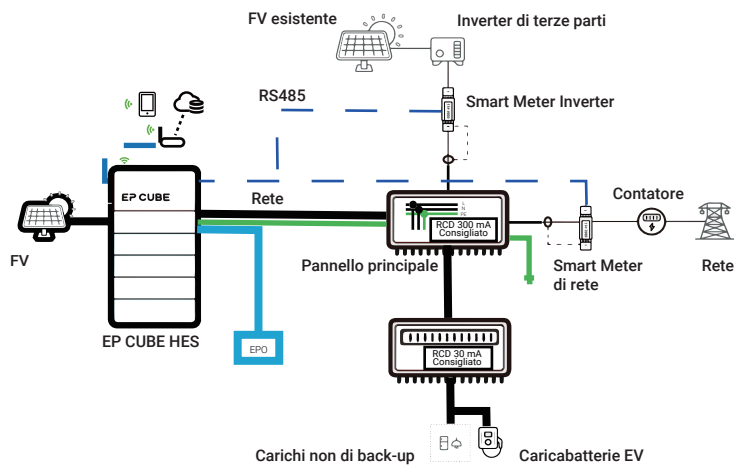 FV esistente
Inverter di terze parti
RS485
Smart Meter Inverter
EP CUBE
Rete
RCD 300 mA
Consigliato
Contatore
FV
Pannello principale
Smart Meter
di rete
Rete
EP CUBE HES
EPO
RCD 30 mA
Consigliato
Carichi non di back-up
Caricabatterie EV